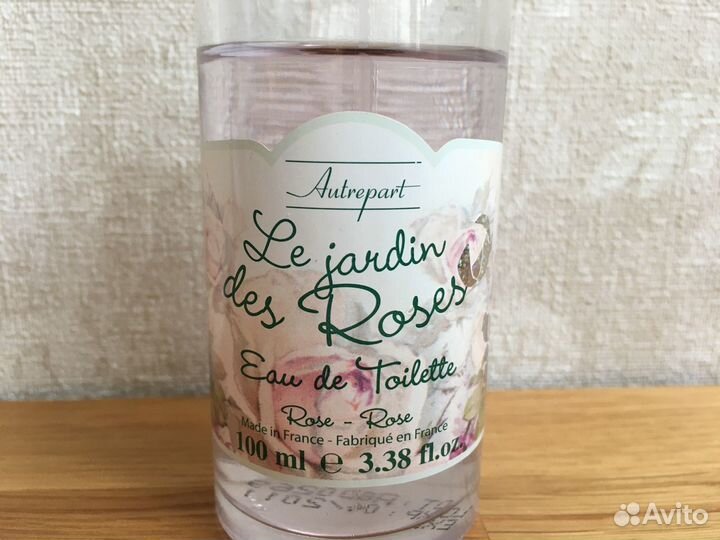 Autrepart
Le jardin
des Roses
Eau de Toilette
Rose - Rose
Made in France - Fabriqué en France
100 ml ℮ 3.38 fl.oz.
Avito